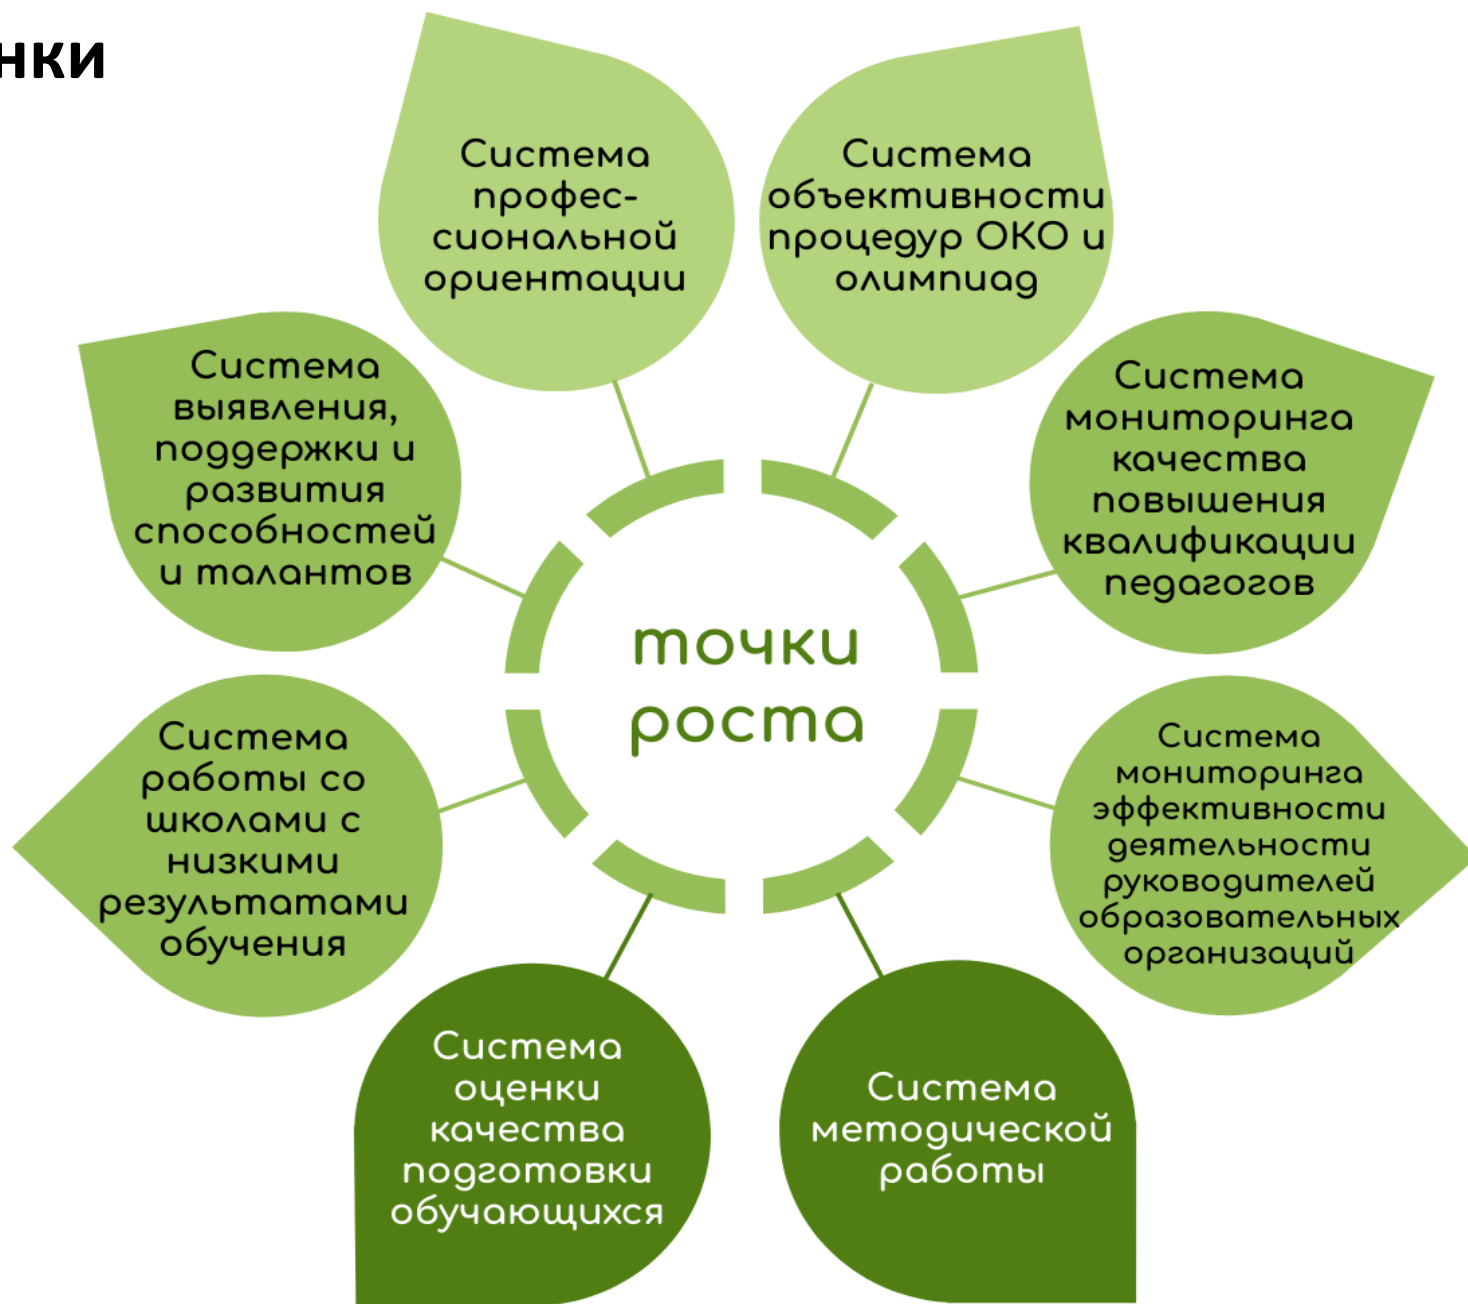 нки
Система
профес-
сиональной
ориентации
Система
объективности
процедур ОКО и
олимпиад
Система
выявления,
поддержки и
развития
способностей
и талантов
Система
мониторинга
качества
повышения
квалификации
педагогов
точки
роста
Система
работы со
школами с
низкими
результатами
обучения
Система
мониторинга
эффективности
деятельности
руководителей
образовательных
организаций
Система
оценки
качества
подготовки
обучающихся
Система
методической
работы